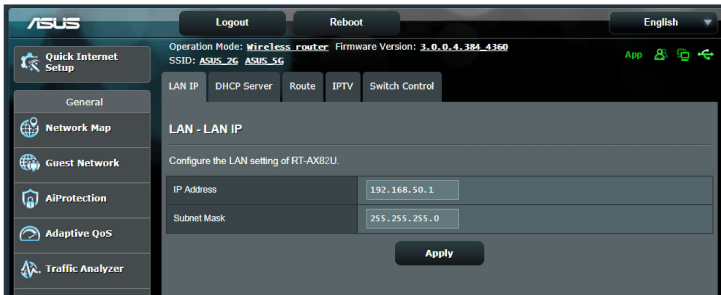 ASUS
Logout
Reboot
English
Quick Internet Setup
Operation Mode: Wireless router Firmware Version: 3.0.0.4.384_4360
SSID: ASUS_2G ASUS_5G
App
LAN IP DHCP Server Route IPTV Switch Control
General
Network Map
Guest Network
AiProtection
Adaptive QoS
Traffic Analyzer
LAN - LAN IP
Configure the LAN setting of RT-AX82U.
IP Address 192.168.50.1
Subnet Mask 255.255.255.0
Apply